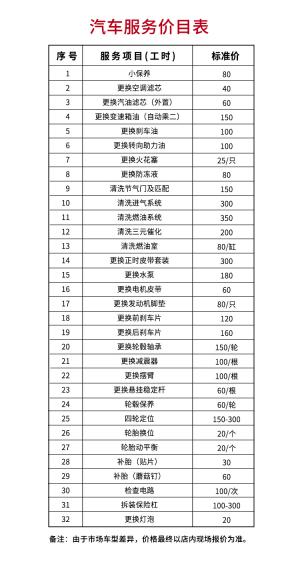 汽车服务价目表
序号 服务项目(工时) 标准价
1 小保养 80
2 更换空调滤芯 40
3 更换汽油滤芯（外置） 60
4 更换变速箱油（自动乘二） 150
5 更换刹车油 100
6 更换转向助力油 100
7 更换火花塞 25/只
8 更换防冻液 80
9 清洗节气门及匹配 150
10 清洗进气系统 300
11 清洗燃油系统 350
12 清洗三元催化 200
13 清洗燃油室 80/缸
14 更换正时皮带套装 300
15 更换水泵 180
16 更换电机皮带 60
17 更换发动机脚垫 80/只
18 更换前刹车片 120
19 更换后刹车片 160
20 更换轮毂轴承 150/轮
21 更换减震器 100/根
22 更换摆臂 100/根
23 更换悬挂稳定杆 60/根
24 轮毂保养 60/轮
25 四轮定位 150-300
26 轮胎换位 20/个
27 轮胎动平衡 20/个
28 补胎（贴片） 30
29 补胎（蘑菇钉） 60
30 检查电路 100/次
31 拆装保险杠 100-300
32 更换灯泡 20
备注：由于市场车型差异，价格最终以店内现场报价为准。